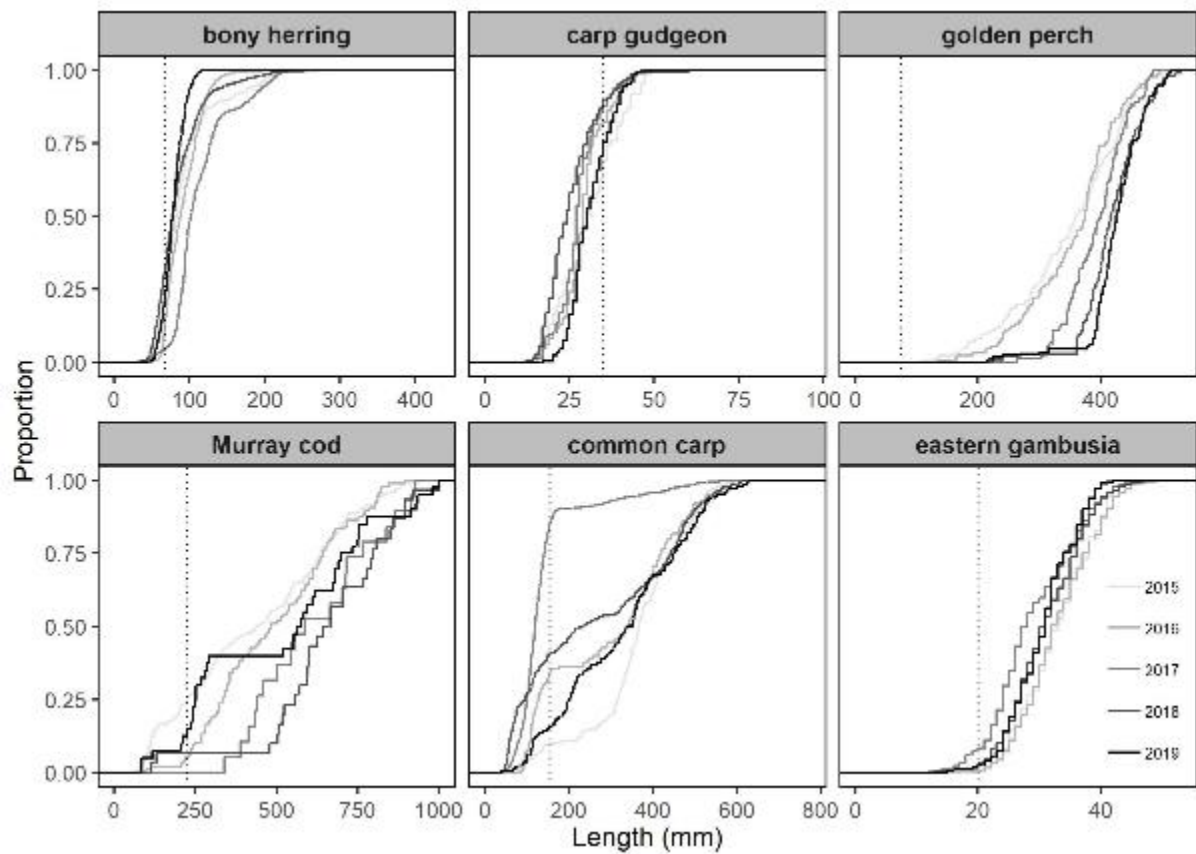 bony herring carp gudgeon golden perch
1.00
0.75
0.50
0.25
0.00
0 100 200 300 400 0 25 50 75 100 200 400
Proportion
Murray cod common carp eastern gambusia
1.00
0.75
0.50
0.25
0.00
2015
2016
2017
2018
2019
0 250 500 750 1000 0 200 400 600 800 0 20 40
Length (mm)